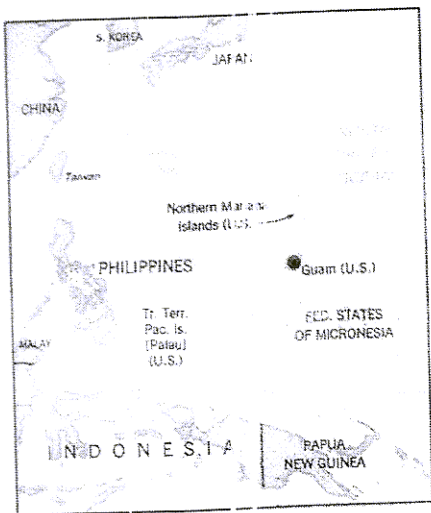 S. KOREA
JAPAN
CHINA
Taiwan
Northern Mariana
Islands (U.S.)
PHILIPPINES
Guam (U.S.)
Tr. Terr.
Pac. Is.
[Palau]
(U.S.)
FED. STATES
OF MICRONESIA
MALAY
INDONESIA
PAPUA
NEW GUINEA